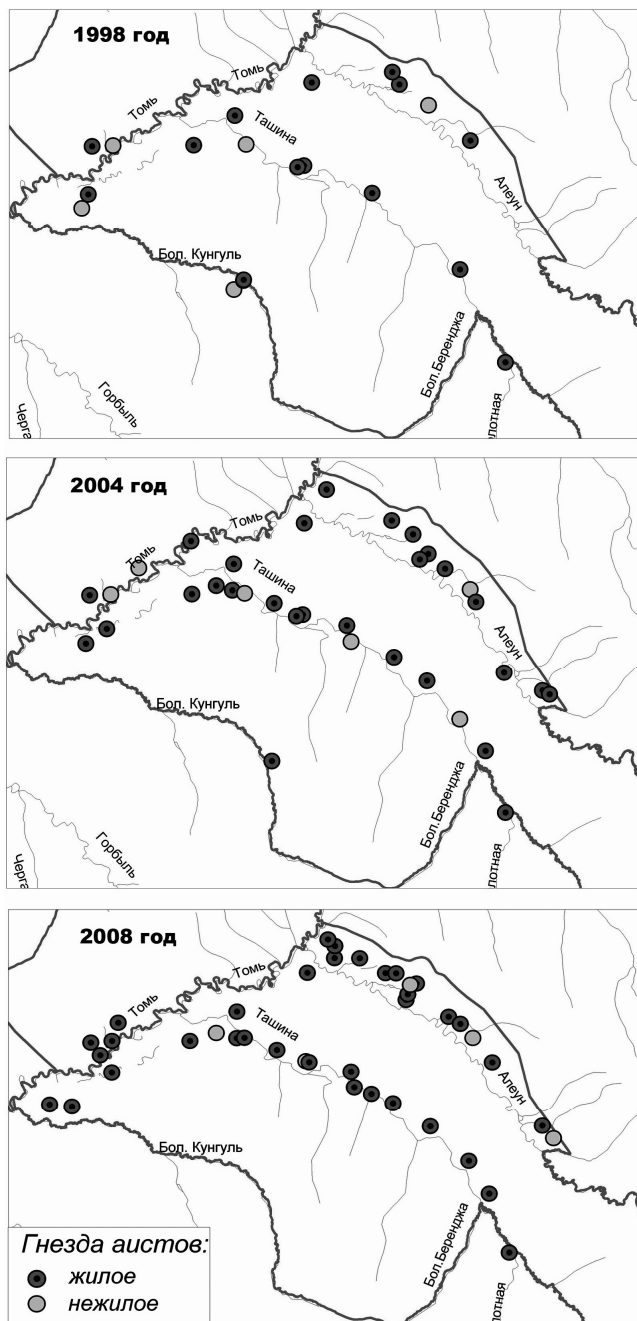 1998 год
Томь
Томь
Ташина
Алеун
Бол. Кунгуль
Бол.Беренджа
Горбыль
Черга
лотная
2004 год
Томь
Томь
Ташина
Алеун
Бол. Кунгуль
Бол.Беренджа
Горбыль
Черга
лотная
2008 год
Томь
Томь
Ташина
Алеун
Бол. Кунгуль
Бол.Беренджа
лотная
Гнезда аистов:
жилое
нежилое